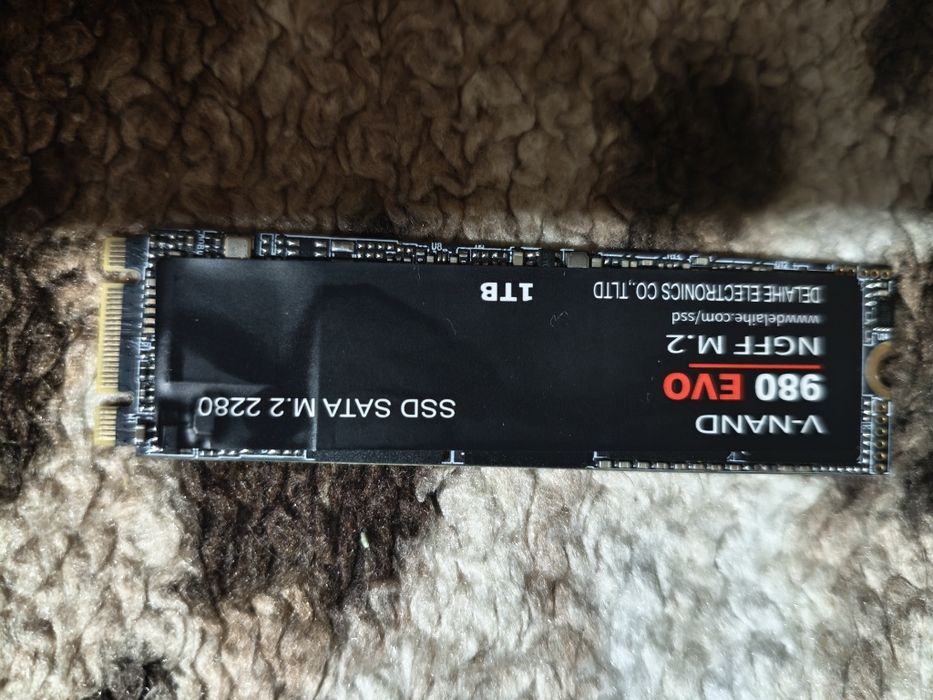 V-NAND
980 EVO
NGFF M.2
www.delaihe.com/ssd
DELAIHE ELECTRONICS CO.,TLTD
1TB
SSD SATA M.2 2280